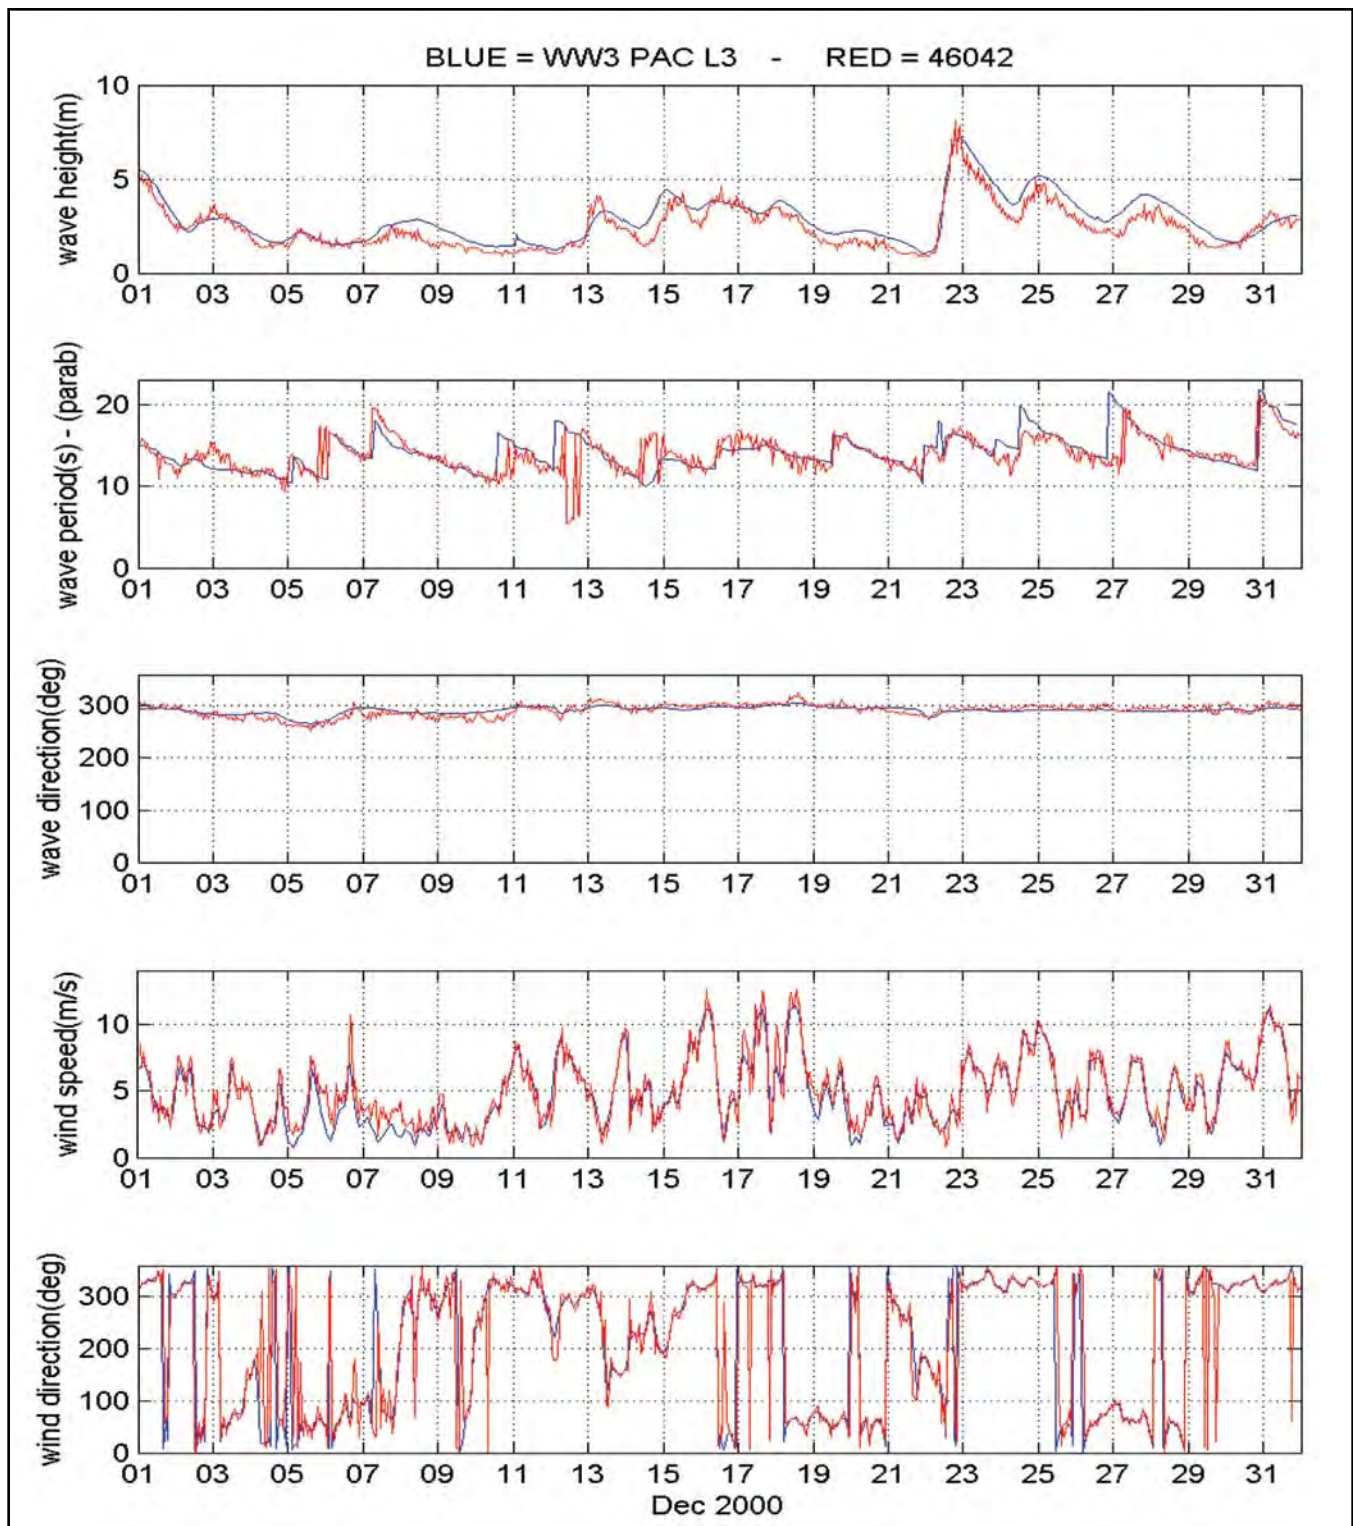 BLUE = WW3 PAC L3 - RED = 46042
wave height(m)
10
5
0
01 03 05 07 09 11 13 15 17 19 21 23 25 27 29 31
wave period(s) - (parab)
20
10
0
01 03 05 07 09 11 13 15 17 19 21 23 25 27 29 31
wave direction(deg)
300
200
100
0
01 03 05 07 09 11 13 15 17 19 21 23 25 27 29 31
wind speed(m/s)
10
5
0
01 03 05 07 09 11 13 15 17 19 21 23 25 27 29 31
wind direction(deg)
300
200
100
0
01 03 05 07 09 11 13 15 17 19 21 23 25 27 29 31
Dec 2000